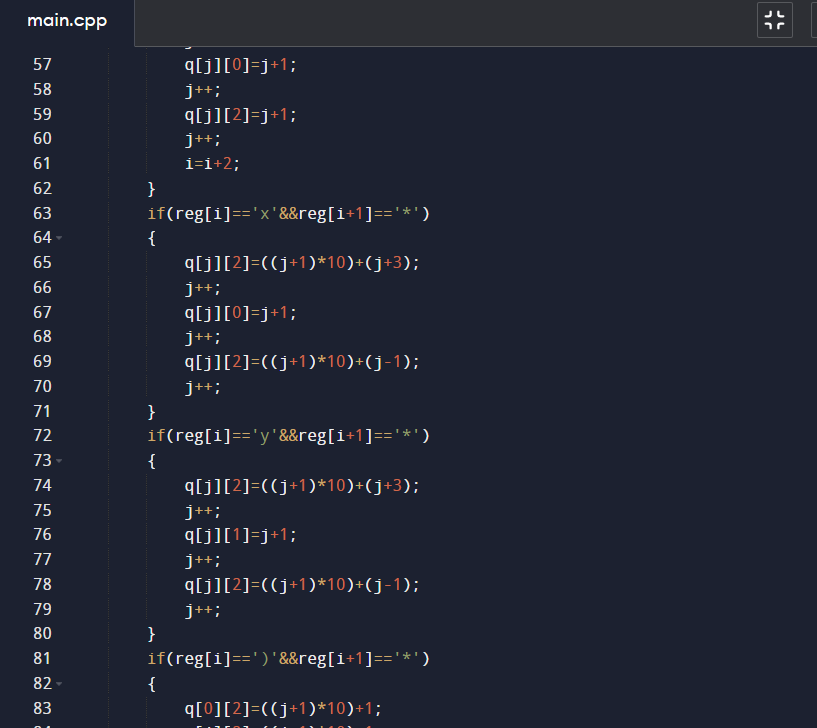 main.cpp
57 q[j][0]=j+1;
58 j++;
59 q[j][2]=j+1;
60 j++;
61 i=i+2;
62 }
63 if(reg[i]=='x'&&reg[i+1]=='*')
64 {
65 q[j][2]=((j+1)*10)+(j+3);
66 j++;
67 q[j][0]=j+1;
68 j++;
69 q[j][2]=((j+1)*10)+(j-1);
70 j++;
71 }
72 if(reg[i]=='y'&&reg[i+1]=='*')
73 {
74 q[j][2]=((j+1)*10)+(j+3);
75 j++;
76 q[j][1]=j+1;
77 j++;
78 q[j][2]=((j+1)*10)+(j-1);
79 j++;
80 }
81 if(reg[i]==')'&&reg[i+1]=='*')
82 {
83 q[0][2]=((j+1)*10)+1;